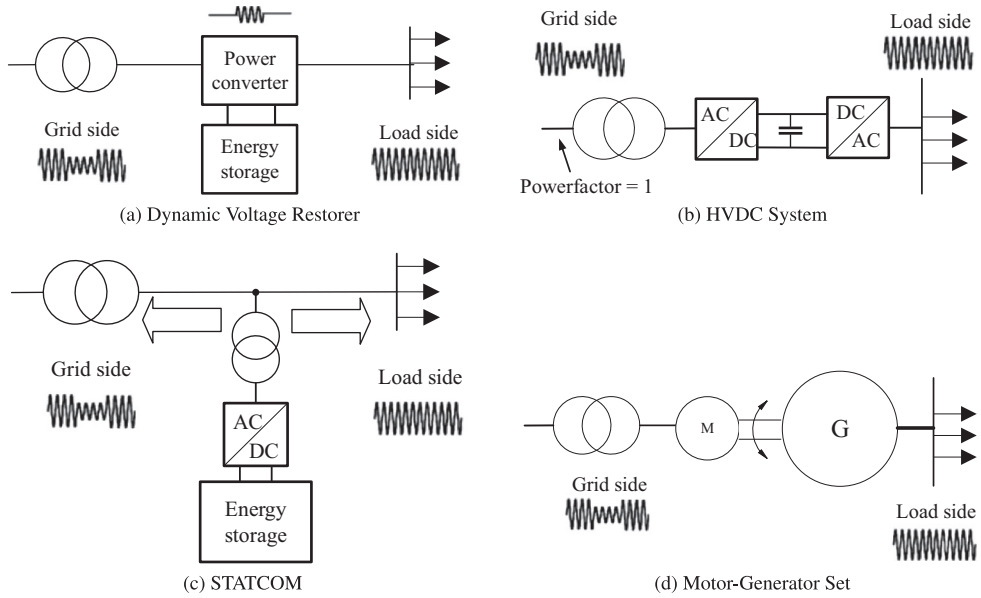 Power
converter
Energy
storage
Grid side
Load side
(a) Dynamic Voltage Restorer
Grid side
Load side
AC
DC
DC
AC
Powerfactor = 1
(b) HVDC System
Grid side
Load side
AC
DC
Energy
storage
(c) STATCOM
M
G
Grid side
Load side
(d) Motor-Generator Set